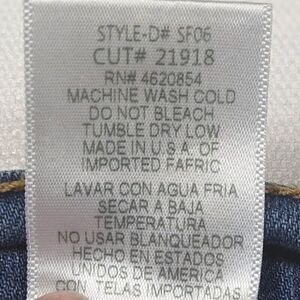 STYLE-D# SF06
CUT# 21918
RN# 4620854
MACHINE WASH COLD
DO NOT BLEACH
TUMBLE DRY LOW
MADE IN U.S.A. OF
IMPORTED FAFRIC
LAVAR CON AGUA FRIA
SECAR A BAJA
TEMPERATURA
NO USAR BLANQUEADOR
HECHO EN ESTADOS
UNIDOS DE AMERICA
CON TELAS IMPORTADAS